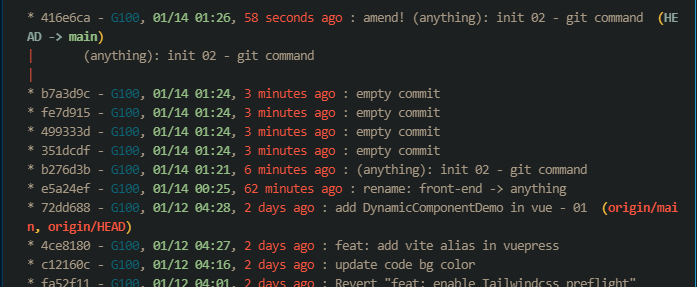 * 416e6ca - G100, 01/14 01:26, 58 seconds ago : amend! (anything): init 02 - git command  (HE
AD -> main)
|       (anything): init 02 - git command
|
* b7a3d9c - G100, 01/14 01:24, 3 minutes ago : empty commit
* fe7d915 - G100, 01/14 01:24, 3 minutes ago : empty commit
* 499333d - G100, 01/14 01:24, 3 minutes ago : empty commit
* 351dcdf - G100, 01/14 01:24, 3 minutes ago : empty commit
* b276d3b - G100, 01/14 01:21, 6 minutes ago : (anything): init 02 - git command
* e5a24ef - G100, 01/14 00:25, 62 minutes ago : rename: front-end -> anything
* 72dd688 - G100, 01/12 04:28, 2 days ago : add DynamicComponentDemo in vue - 01  (origin/mai
n, origin/HEAD)
* 4ce8180 - G100, 01/12 04:27, 2 days ago : feat: add vite alias in vuepress
* c12160c - G100, 01/12 04:16, 2 days ago : update code bg color
* fa52f11 - G100, 01/12 04:01, 2 days ago : Revert "feat: enable Tailwindcss preflight"